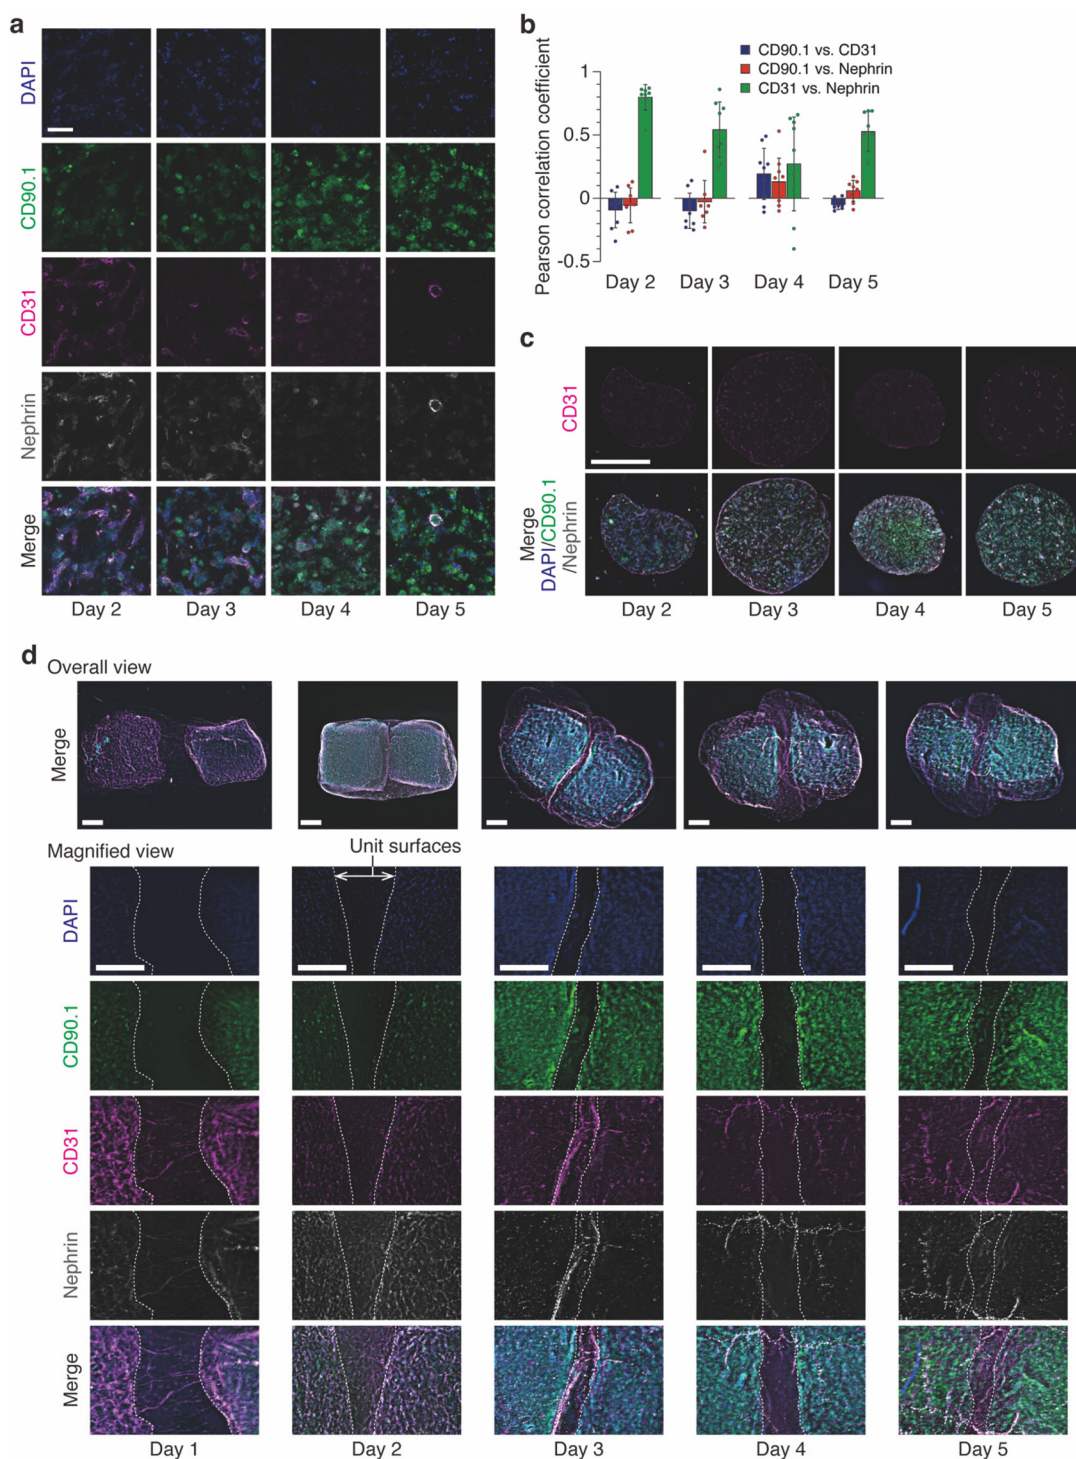 a
DAPI
CD90.1
CD31
Nephrin
Merge
Day 2
Day 3
Day 4
Day 5
b
CD90.1 vs. CD31
CD90.1 vs. Nephrin
CD31 vs. Nephrin
Pearson correlation coefficient
1
0.5
0
-0.5
Day 2
Day 3
Day 4
Day 5
c
CD31
Merge
DAPI/CD90.1
/Nephrin
Day 2
Day 3
Day 4
Day 5
d
Overall view
Merge
Magnified view
Unit surfaces
DAPI
CD90.1
CD31
Nephrin
Merge
Day 1
Day 2
Day 3
Day 4
Day 5